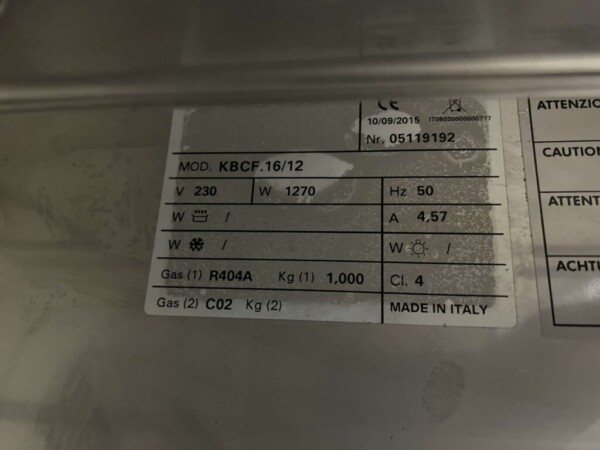 CE
10/09/2015 IT08020000000717
Nr. 05119192
MOD. KBCF.16/12
V 230 W 1270 Hz 50
W / A 4,57
W / W /
Gas (1) R404A Kg (1) 1,000 Cl. 4
Gas (2) C02 Kg (2) MADE IN ITALY
ATTENZIO
CAUTION
ATTENT
ACHTU